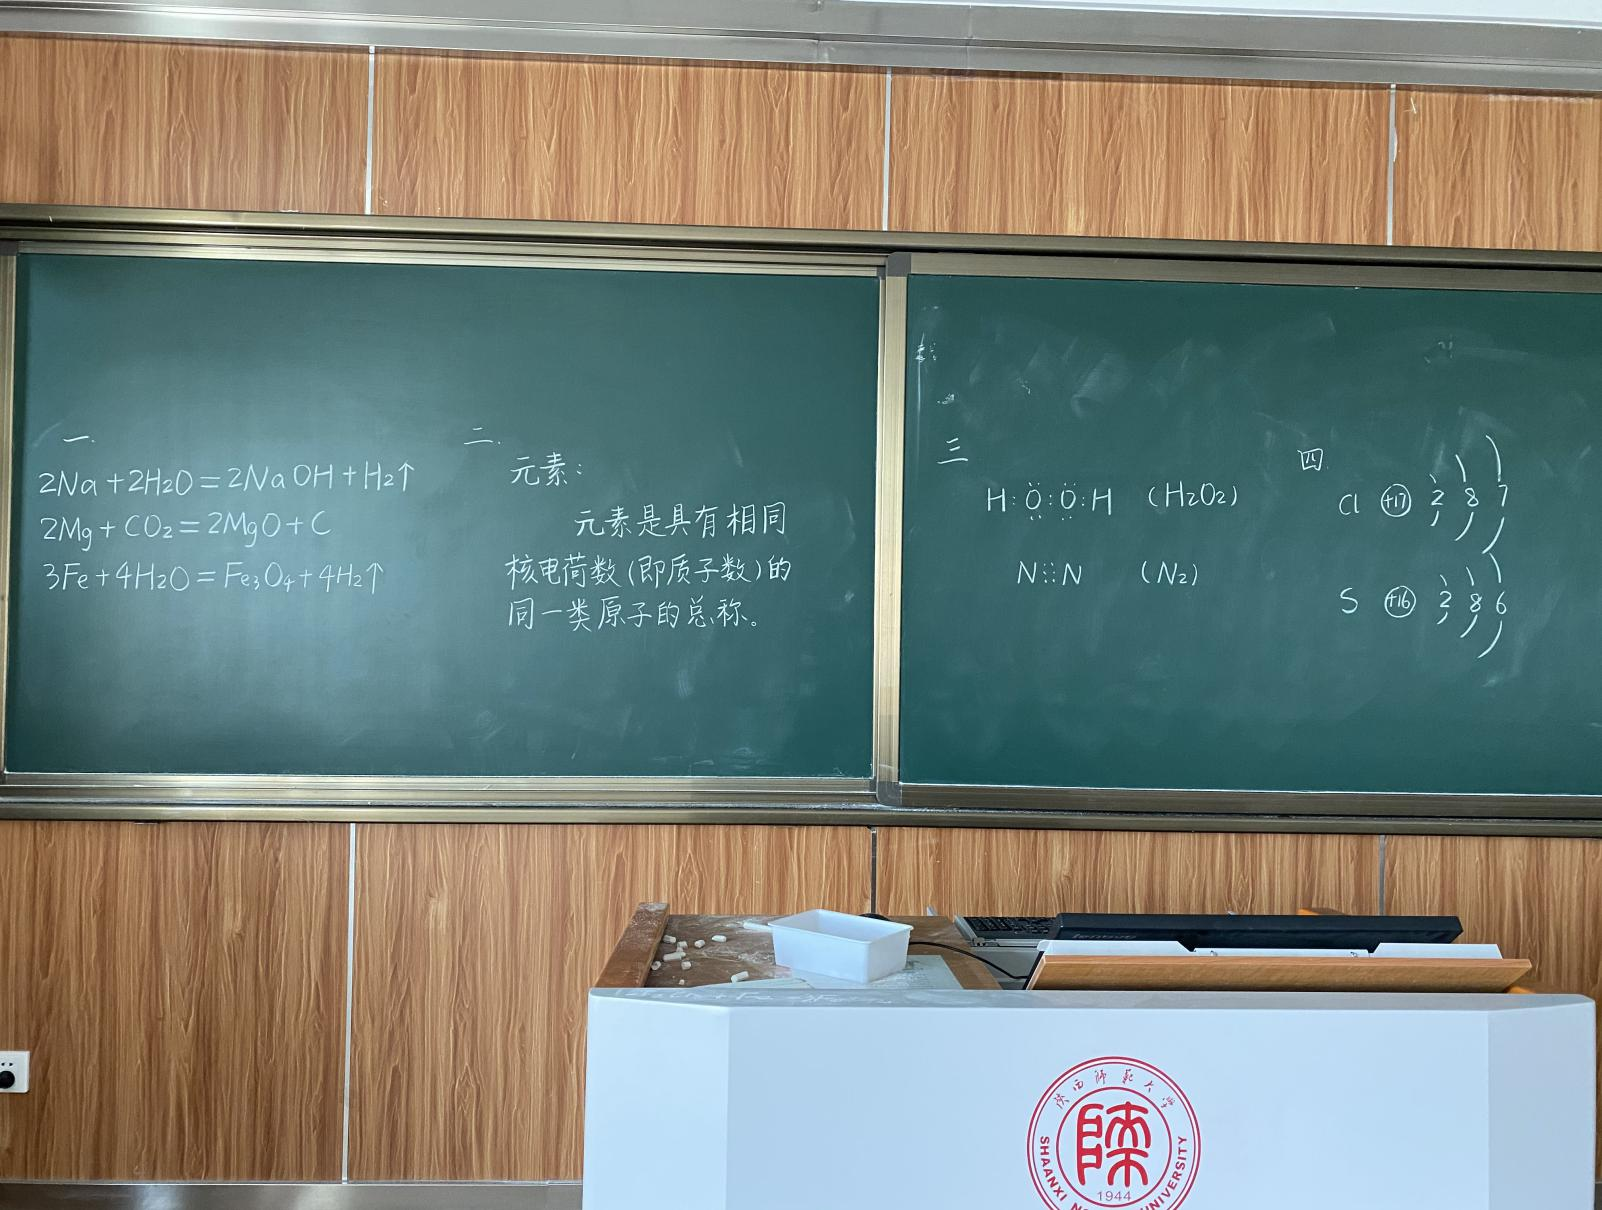 一.
2Na+2H₂O=2NaOH+H₂↑
2Mg+CO₂=2MgO+C
3Fe+4H₂O=Fe₃O₄+4H₂↑
二.
元素：
元素是具有相同
核电荷数(即质子数)的
同一类原子的总称。
三
H:O:O:H (H₂O₂)
N::N (N₂)
四.
Cl +17 2 8 7
S +16 2 8 6
lenovo
陕西师范大学
陕
1944
SHAANXI UNIVERSITY